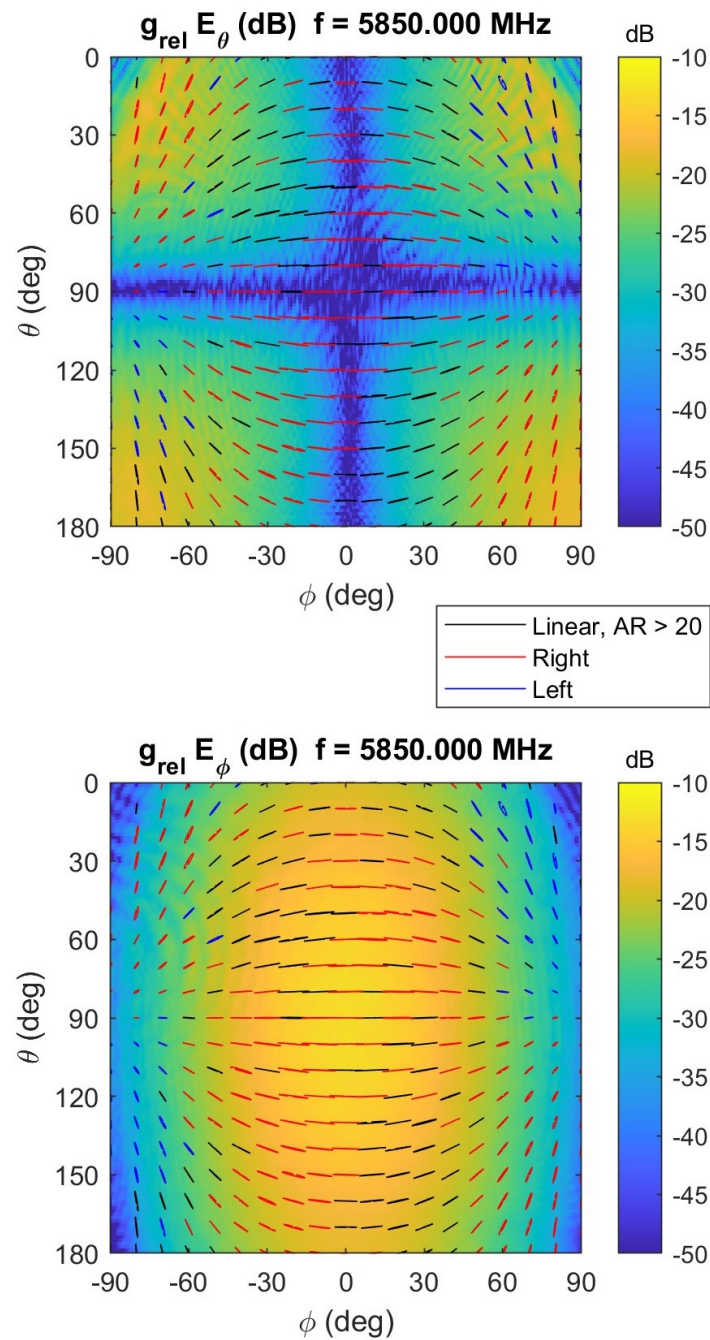 g_rel E_θ (dB) f = 5850.000 MHz
dB
0
30
60
90
120
150
180
θ (deg)
-90 -60 -30 0 30 60 90
ϕ (deg)
-10
-15
-20
-25
-30
-35
-40
-45
-50
Linear, AR > 20
Right
Left
g_rel E_ϕ (dB) f = 5850.000 MHz
dB
0
30
60
90
120
150
180
θ (deg)
-90 -60 -30 0 30 60 90
ϕ (deg)
-10
-15
-20
-25
-30
-35
-40
-45
-50